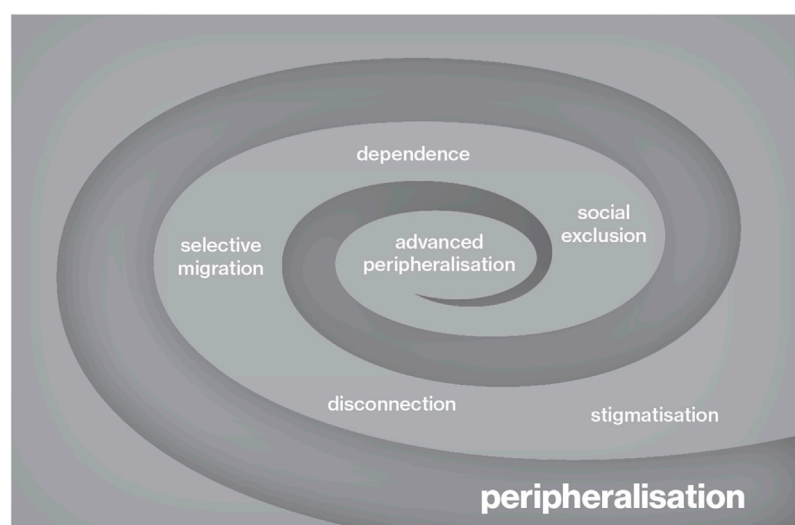 dependence
social
exclusion
selective
migration
advanced
peripheralisation
disconnection
stigmatisation
peripheralisation